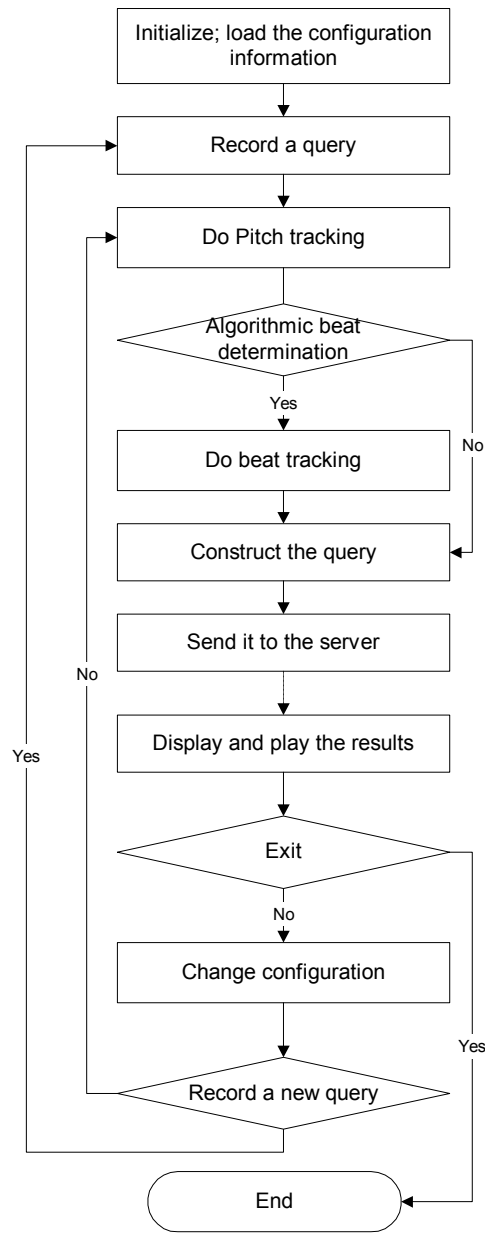 Initialize; load the configuration
information
Record a query
Do Pitch tracking
Algorithmic beat
determination
Yes
No
Do beat tracking
Construct the query
Send it to the server
No
Display and play the results
Yes
Exit
No
Change configuration
Yes
Record a new query
End